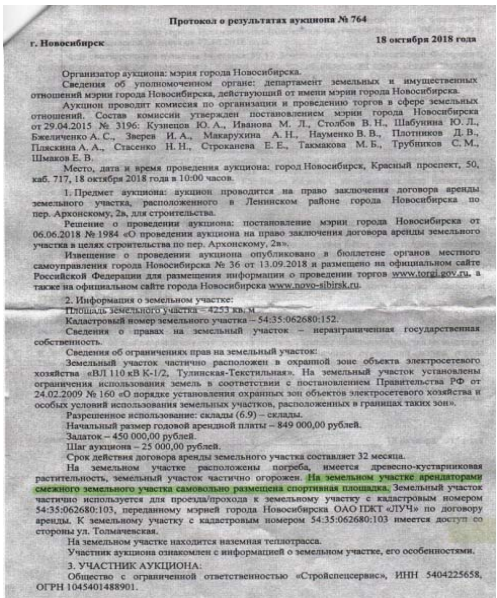 Протокол о результатах аукциона № 764
г. Новосибирск 18 октября 2018 года
Организатор аукциона: мэрия города Новосибирска.
Сведения об уполномоченном органе: департамент земельных и имущественных
отношений мэрии города Новосибирска, действующий от имени мэрии города Новосибирска.
Аукцион проводит комиссия по организации и проведению торгов в сфере земельных
отношений. Состав комиссии утвержден постановлением мэрии города Новосибирска
от 29.04.2015 № 3196: Кузнецов Ю. А., Иванова М. Л., Столбов В. Н., Шабунина Ю. Л.,
Бжеличенко А. С., Зверев И. А., Макарухина А. Н., Науменко В. В., Плотников Д. В.,
Пляскина А. А., Стасенко Н. Н., Строканева Е. Е., Такмакова М. Б., Трубников С. М.,
Шмаков Е. В.
Место, дата и время проведения аукциона: город Новосибирск, Красный проспект, 50,
каб. 717, 18 октября 2018 года в 10:00 часов.
1. Предмет аукциона: аукцион проводится на право заключения договора аренды
земельного участка, расположенного в Ленинском районе города Новосибирска по
пер. Архонскому, 2в, для строительства.
Решение о проведении аукциона: постановление мэрии города Новосибирска от
06.06.2018 № 1984 «О проведении аукциона на право заключения договора аренды земельного
участка в целях строительства по пер. Архонскому, 2в».
Извещение о проведении аукциона опубликовано в бюллетене органов местного
самоуправления города Новосибирска № 36 от 13.09.2018 и размещено на официальном сайте
Российской Федерации для размещения информации о проведении торгов www.torgi.gov.ru, а
также на официальном сайте города Новосибирска www.novo-sibirsk.ru.
2. Информация о земельном участке:
Площадь земельного участка – 4253 кв. м
Кадастровый номер земельного участка – 54:35:062680:152.
Сведения о правах на земельный участок – неразграниченная государственная
собственность.
Сведения об ограничениях прав на земельный участок:
Земельный участок частично расположен в охранной зоне объекта электросетевого
хозяйства «ВЛ 110 кВ К-1/2, Тулинская-Текстильная». На земельный участок установлены
ограничения использования земель в соответствии с постановлением Правительства РФ от
24.02.2009 № 160 «О порядке установления охранных зон объектов электросетевого хозяйства и
особых условий использования земельных участков, расположенных в границах таких зон».
Разрешенное использование: склады (6.9) – склады.
Начальный размер годовой арендной платы – 849 000,00 рублей.
Задаток – 450 000,00 рублей.
Шаг аукциона – 25 000,00 рублей.
Срок действия договора аренды земельного участка составляет 32 месяца.
На земельном участке расположены погреба, имеется древесно-кустарниковая
растительность, земельный участок частично огорожен. На земельном участке арендаторами
смежного земельного участка самовольно размещена спортивная площадка. Земельный участок
частично используется для проезда/прохода к земельному участку с кадастровым номером
54:35:062680:103, переданному мэрией города Новосибирска ОАО ПЖТ «ЛУЧ» по договору
аренды. К земельному участку с кадастровым номером 54:35:062680:103 имеется доступ со
стороны ул. Толмачевская.
На земельном участке находится наземная теплотрасса.
Участник аукциона ознакомлен с информацией о земельном участке, его особенностями.
3. УЧАСТНИК АУКЦИОНА:
Общество с ограниченной ответственностью «Стройспецсервис», ИНН 5404225658,
ОГРН 1045401488901.